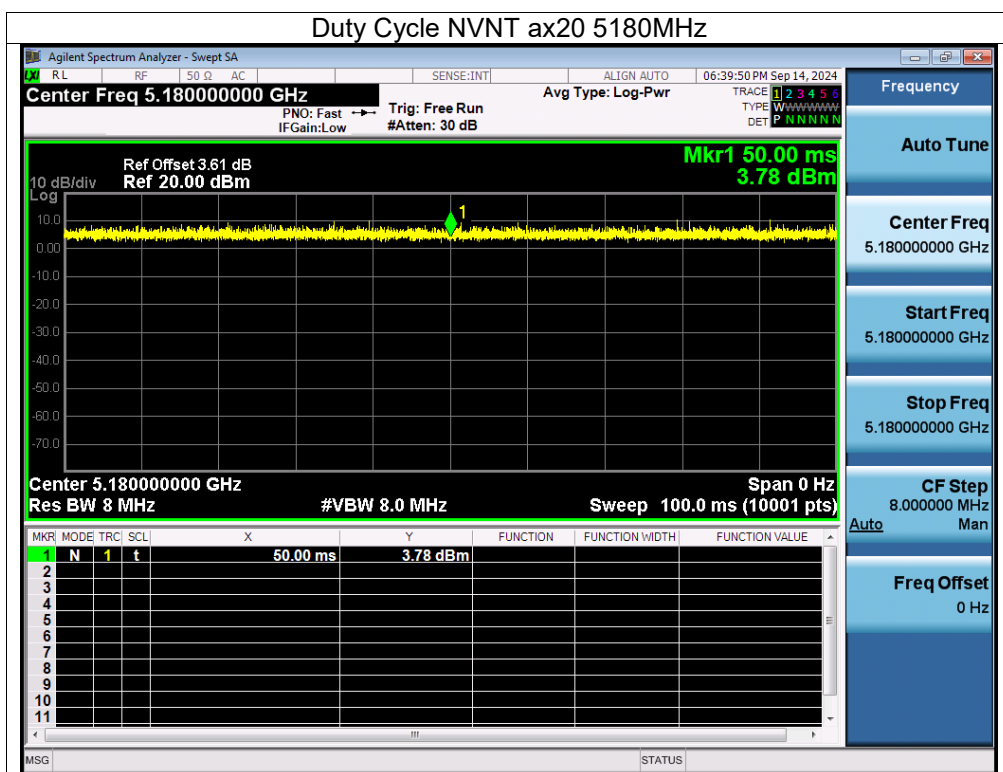 Duty Cycle NVNT ax20 5180MHz
Agilent Spectrum Analyzer - Swept SA
LXI RL RF 50 Ω AC SENSE:INT ALIGN AUTO 06:39:50 PM Sep 14, 2024
Center Freq 5.180000000 GHz Avg Type: Log-Pwr TRACE 1 2 3 4 5 6
PNO: Fast Trig: Free Run TYPE WWWWWW
IFGain:Low #Atten: 30 dB DET P N N N N N
Frequency
Auto Tune
Center Freq
5.180000000 GHz
Start Freq
5.180000000 GHz
Stop Freq
5.180000000 GHz
CF Step
8.000000 MHz
Auto Man
Freq Offset
0 Hz
Mkr1 50.00 ms
3.78 dBm
Ref Offset 3.61 dB
10 dB/div Ref 20.00 dBm
Log
1
10.0
0.00
-10.0
-20.0
-30.0
-40.0
-50.0
-60.0
-70.0
Center 5.180000000 GHz Span 0 Hz
Res BW 8 MHz #VBW 8.0 MHz Sweep 100.0 ms (10001 pts)
MKR MODE TRC SCL X Y FUNCTION FUNCTION WIDTH FUNCTION VALUE
1 N 1 t 50.00 ms 3.78 dBm
2
3
4
5
6
7
8
9
10
11
MSG STATUS